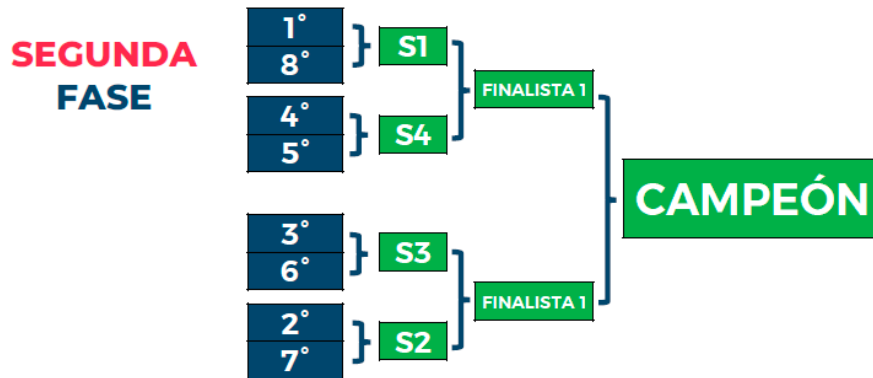 SEGUNDA
FASE
1°
8°
S1
4°
5°
S4
FINALISTA 1
3°
6°
S3
2°
7°
S2
FINALISTA 1
CAMPEÓN